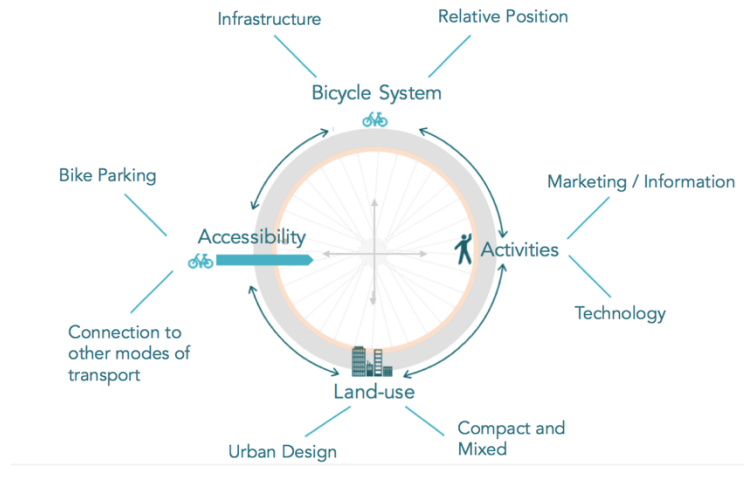 Infrastructure
Relative Position
Bicycle System
Bike Parking
Marketing / Information
Accessibility
Activities
Technology
Connection to
other modes of
transport
Land-use
Urban Design
Compact and
Mixed